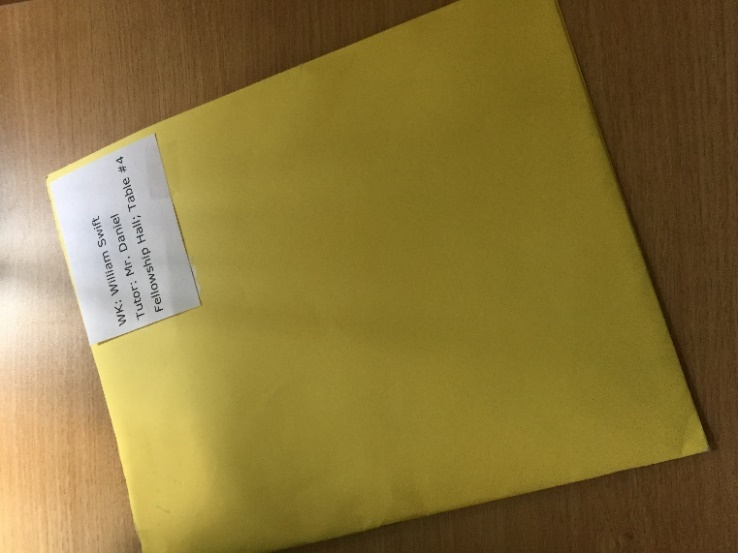 WK: William Swift
Tutor: Mr. Daniel
Fellowship Hall; Table #4